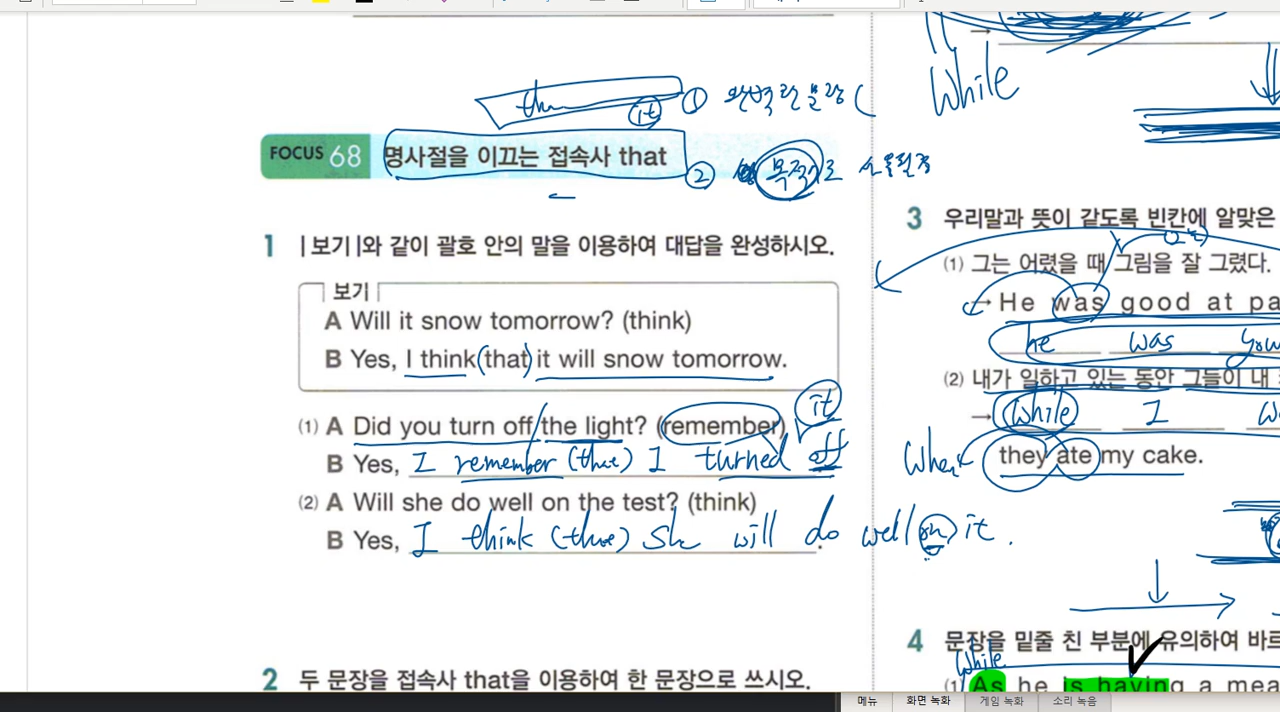 it ①
FOCUS 68 명사절을 이끄는 접속사 that
② 목적
1 |보기|와 같이 괄호 안의 말을 이용하여 대답을 완성하시오.
보기
A Will it snow tomorrow? (think)
B Yes, I think (that) it will snow tomorrow.
it
(1) A Did you turn off the light? (remember)
B Yes, I remember (that) I turned off
(2) A Will she do well on the test? (think)
B Yes, I think (that) she will do well on it.
2 두 문장을 접속사 that을 이용하여 한 문장으로 쓰시오.
→
While
3 우리말과 뜻이 같도록 빈칸에 알맞은
(1) 그는 어렸을 때 그림을 잘 그렸다.
→ He was good at pa
he was
(2) 내가 일하고 있는 동안 그들이 내
→ while I
When they ate my cake.
4 문장을 밑줄 친 부분에 유의하여 바르
While
(1) As he is having a mea
메뉴 화면 녹화 게임 녹화 소리 녹음